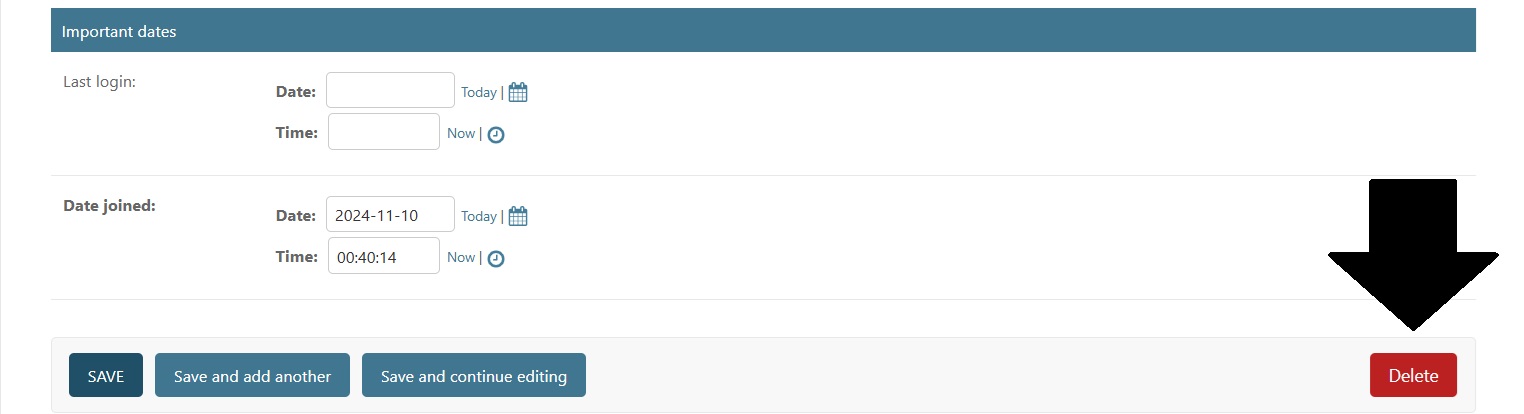 Important dates
Last login:
Date: Today |
Time: Now |
Date joined:
Date: 2024-11-10 Today |
Time: 00:40:14 Now |
SAVE Save and add another Save and continue editing Delete